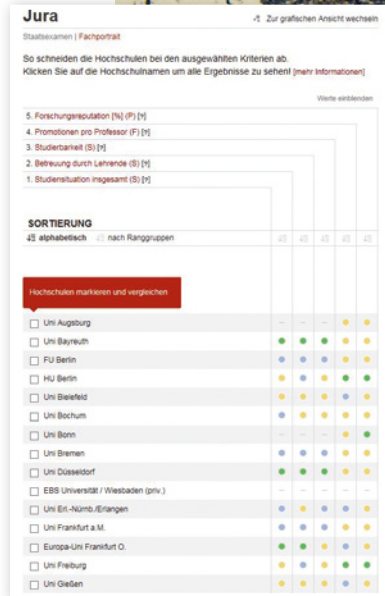 Jura
Zur grafischen Ansicht wechseln
Staatsexamen | Fachportrait
So schneiden die Hochschulen bei den ausgewählten Kriterien ab.
Klicken Sie auf die Hochschulnamen um alle Ergebnisse zu sehen! [mehr Informationen]
Werte einblenden
5. Forschungsreputation [%] (P) [?]
4. Promotionen pro Professor (F) [?]
3. Studierbarkeit (S) [?]
2. Betreuung durch Lehrende (S) [?]
1. Studiensituation insgesamt (S) [?]
SORTIERUNG
alphabetisch nach Ranggruppen
Hochschulen markieren und vergleichen
Uni Augsburg
Uni Bayreuth
FU Berlin
HU Berlin
Uni Bielefeld
Uni Bochum
Uni Bonn
Uni Bremen
Uni Düsseldorf
EBS Universität / Wiesbaden (priv.)
Uni Erl.-Nürnb./Erlangen
Uni Frankfurt a.M.
Europa-Uni Frankfurt O.
Uni Freiburg
Uni Gießen